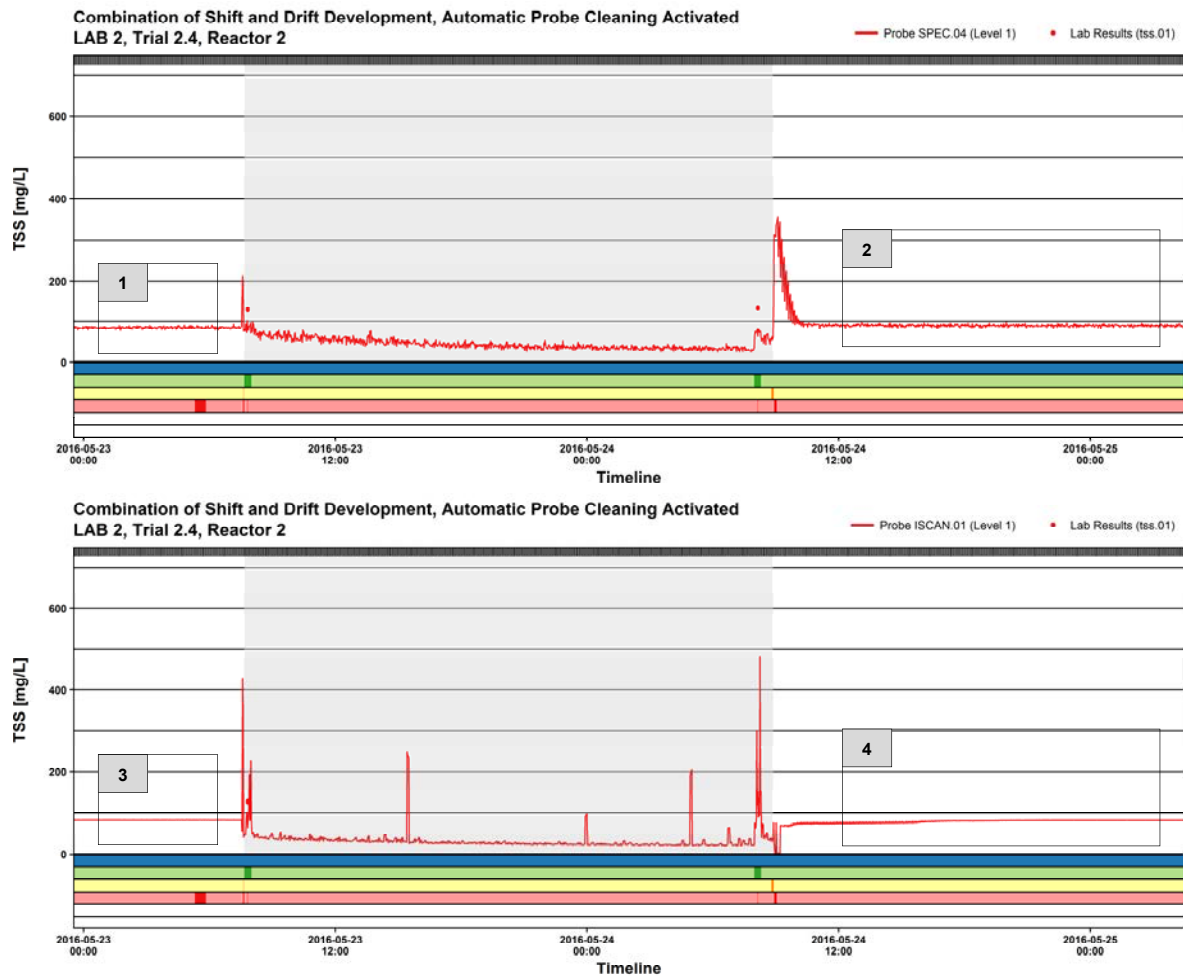 Combination of Shift and Drift Development, Automatic Probe Cleaning Activated
LAB 2, Trial 2.4, Reactor 2
Probe SPEC.04 (Level 1)
Lab Results (tss.01)
TSS [mg/L]
600
400
200
0
1
2
2016-05-23
00:00
2016-05-23
12:00
2016-05-24
00:00
2016-05-24
12:00
2016-05-25
00:00
Timeline
Combination of Shift and Drift Development, Automatic Probe Cleaning Activated
LAB 2, Trial 2.4, Reactor 2
Probe ISCAN.01 (Level 1)
Lab Results (tss.01)
TSS [mg/L]
600
400
200
0
3
4
2016-05-23
00:00
2016-05-23
12:00
2016-05-24
00:00
2016-05-24
12:00
2016-05-25
00:00
Timeline